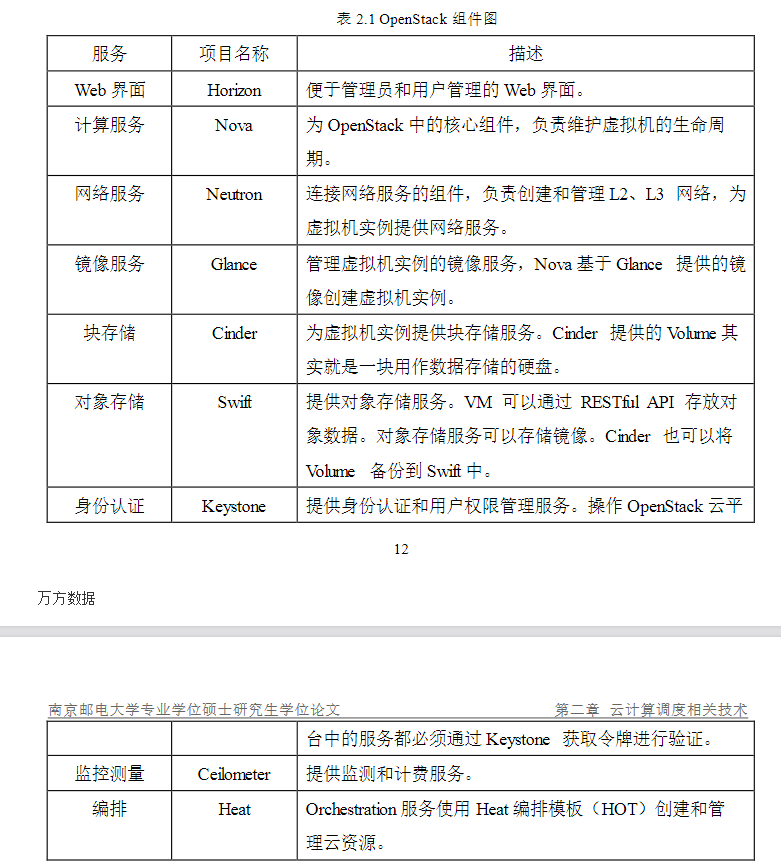 表 2.1 OpenStack 组件图
服务 项目名称 描述
Web 界面 Horizon 便于管理员和用户管理的 Web 界面。
计算服务 Nova 为 OpenStack 中的核心组件，负责维护虚拟机的生命周
期。
网络服务 Neutron 连接网络服务的组件，负责创建和管理 L2、L3 网络，为
虚拟机实例提供网络服务。
镜像服务 Glance 管理虚拟机实例的镜像服务，Nova 基于 Glance 提供的镜
像创建虚拟机实例。
块存储 Cinder 为虚拟机实例提供块存储服务。Cinder 提供的 Volume 其
实就是一块用作数据存储的硬盘。
对象存储 Swift 提供对象存储服务。VM 可以通过 RESTful API 存放对
象数据。对象存储服务可以存储镜像。Cinder 也可以将
Volume 备份到 Swift 中。
身份认证 Keystone 提供身份认证和用户权限管理服务。操作 OpenStack 云平
12
万方数据
南京邮电大学专业学位硕士研究生学位论文 第二章 云计算调度相关技术
台中的服务都必须通过 Keystone 获取令牌进行验证。
监控测量 Ceilometer 提供监测和计费服务。
编排 Heat Orchestration 服务使用 Heat 编排模板（HOT）创建和管
理云资源。